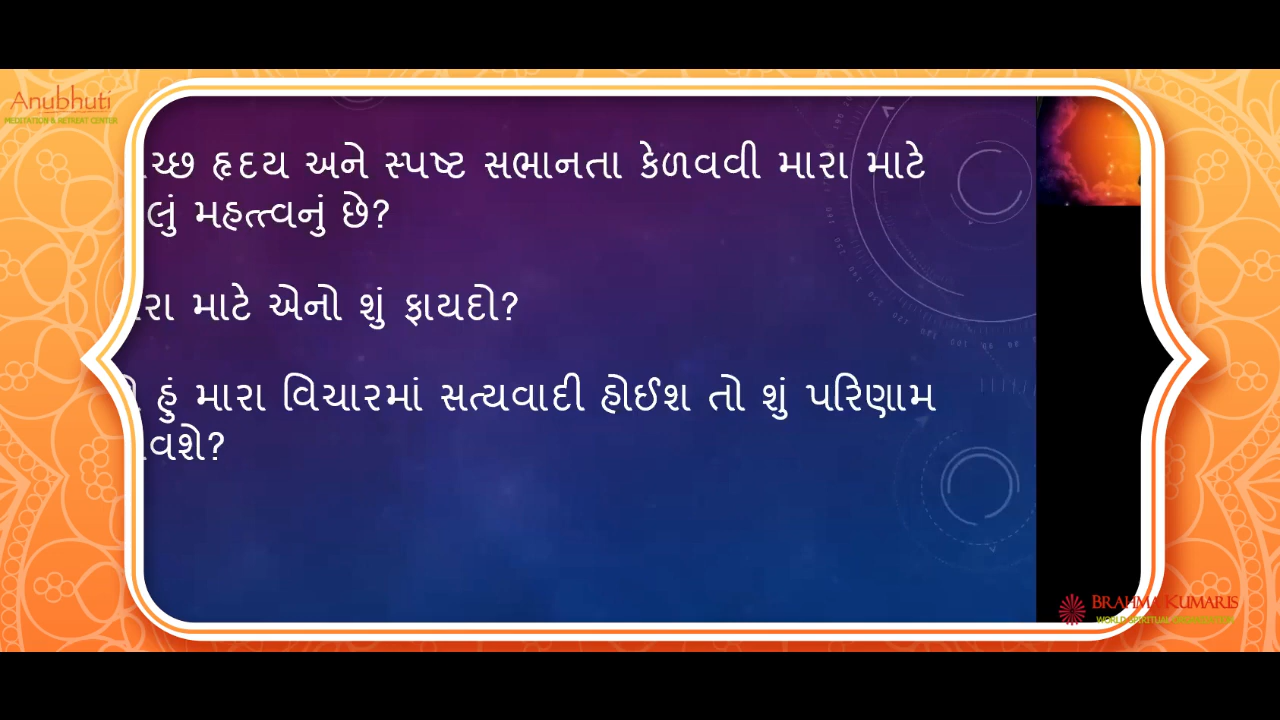 Anubhuti
MEDITATION & RETREAT CENTER
હૃદય અને સ્પષ્ટ સભાનતા કેળવવી મારા માટે
મહત્ત્વનું છે?
માટે એનો શું ફાયદો?
હું મારા વિચારમાં સત્યવાદી હોઈશ તો શું પરિણામ
BRAHMA KUMARIS